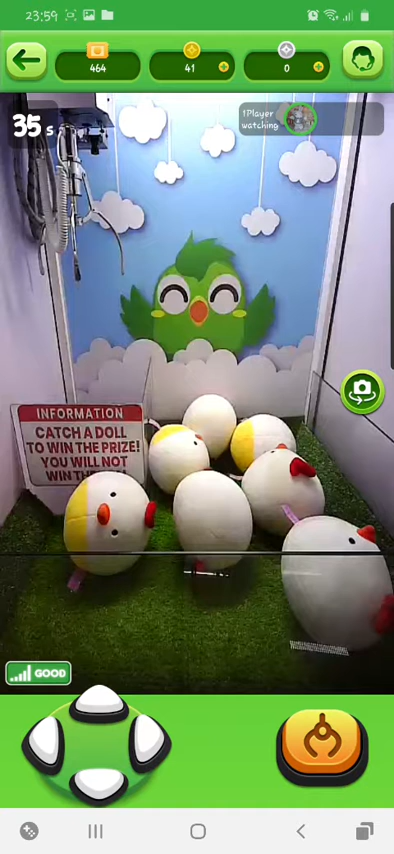 23:59
464
41
0
35 s
1Player
watching
INFORMATION
CATCH A DOLL
TO WIN THE PRIZE!
YOU WILL NOT
WIN
GOOD